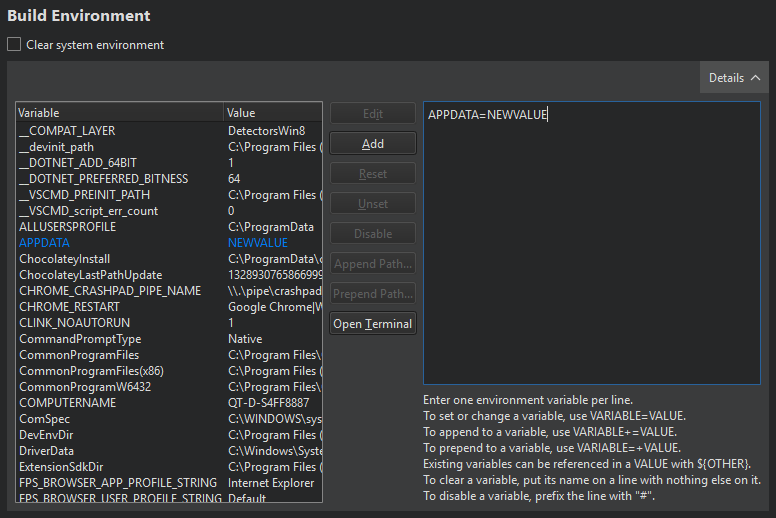 Build Environment
Clear system environment
Details
Variable Value
__COMPAT_LAYER DetectorsWin8
__devinit_path C:\Program Files (
__DOTNET_ADD_64BIT 1
__DOTNET_PREFERRED_BITNESS 64
__VSCMD_PREINIT_PATH C:\Program Files (
__VSCMD_script_err_count 0
ALLUSERSPROFILE C:\ProgramData
APPDATA NEWVALUE
ChocolateyInstall C:\ProgramData\c
ChocolateyLastPathUpdate 1328930765866999
CHROME_CRASHPAD_PIPE_NAME \\.\pipe\crashpad
CHROME_RESTART Google Chrome|W
CLINK_NOAUTORUN 1
CommandPromptType Native
CommonProgramFiles C:\Program Files\
CommonProgramFiles(x86) C:\Program Files (
CommonProgramW6432 C:\Program Files\
COMPUTERNAME QT-D-S4FF8887
ComSpec C:\WINDOWS\sys
DevEnvDir C:\Program Files (
DriverData C:\Windows\Syste
ExtensionSdkDir C:\Program Files (
FPS_BROWSER_APP_PROFILE_STRING Internet Explorer
FPS_BROWSER_USER_PROFILE_STRING Default
Edit
Add
Reset
Unset
Disable
Append Path...
Prepend Path...
Open Terminal
APPDATA=NEWVALUE
Enter one environment variable per line.
To set or change a variable, use VARIABLE=VALUE.
To append to a variable, use VARIABLE+=VALUE.
To prepend to a variable, use VARIABLE=+VALUE.
Existing variables can be referenced in a VALUE with ${OTHER}.
To clear a variable, put its name on a line with nothing else on it.
To disable a variable, prefix the line with "#".